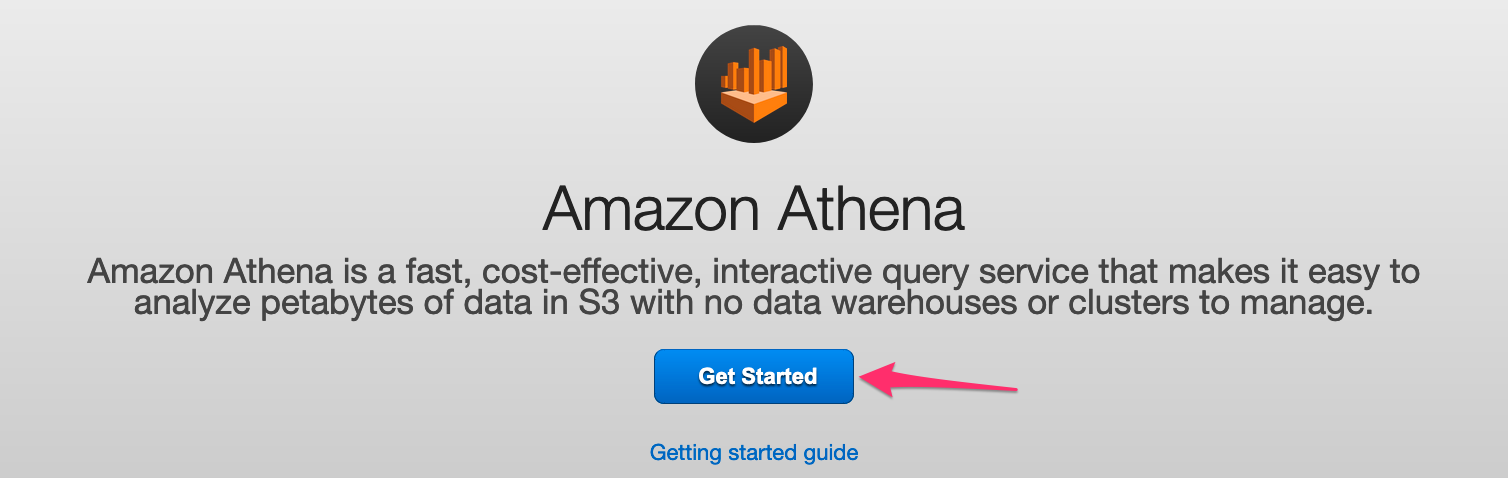 Amazon Athena
Amazon Athena is a fast, cost-effective, interactive query service that makes it easy to
analyze petabytes of data in S3 with no data warehouses or clusters to manage.
Get Started
Getting started guide